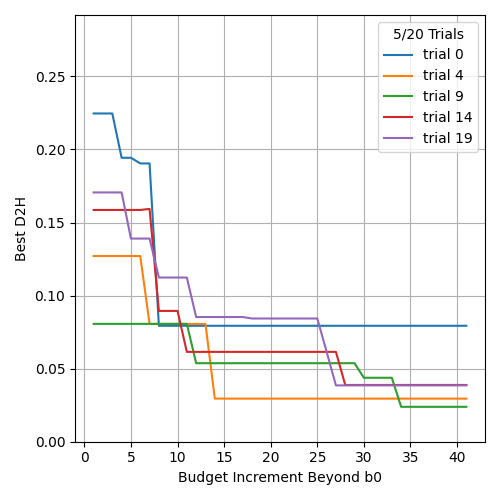 5/20 Trials
trial 0
trial 4
trial 9
trial 14
trial 19
0.25
0.20
0.15
0.10
0.05
0.00
Best D2H
0 5 10 15 20 25 30 35 40
Budget Increment Beyond b0